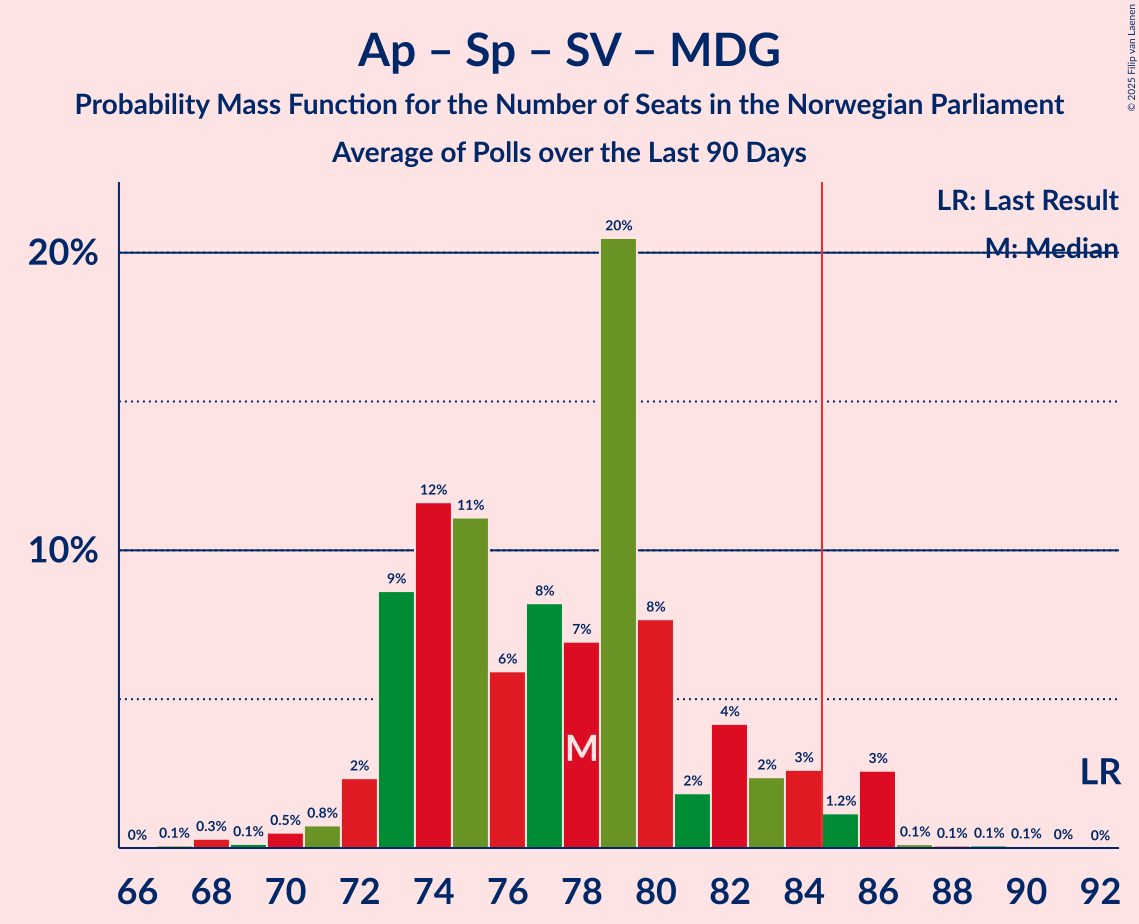 Ap – Sp – SV – MDG
Probability Mass Function for the Number of Seats in the Norwegian Parliament
Average of Polls over the Last 90 Days
© 2025 Filip van Laenen
LR: Last Result
M: Median
20%
10%
0% 0.1% 0.3% 0.1% 0.5% 0.8% 2% 9% 12% 11% 6% 8% 7% 20% 8% 2% 4% 2% 3% 1.2% 3% 0.1% 0.1% 0.1% 0.1% 0% 0%
M
LR
66 68 70 72 74 76 78 80 82 84 86 88 90 92